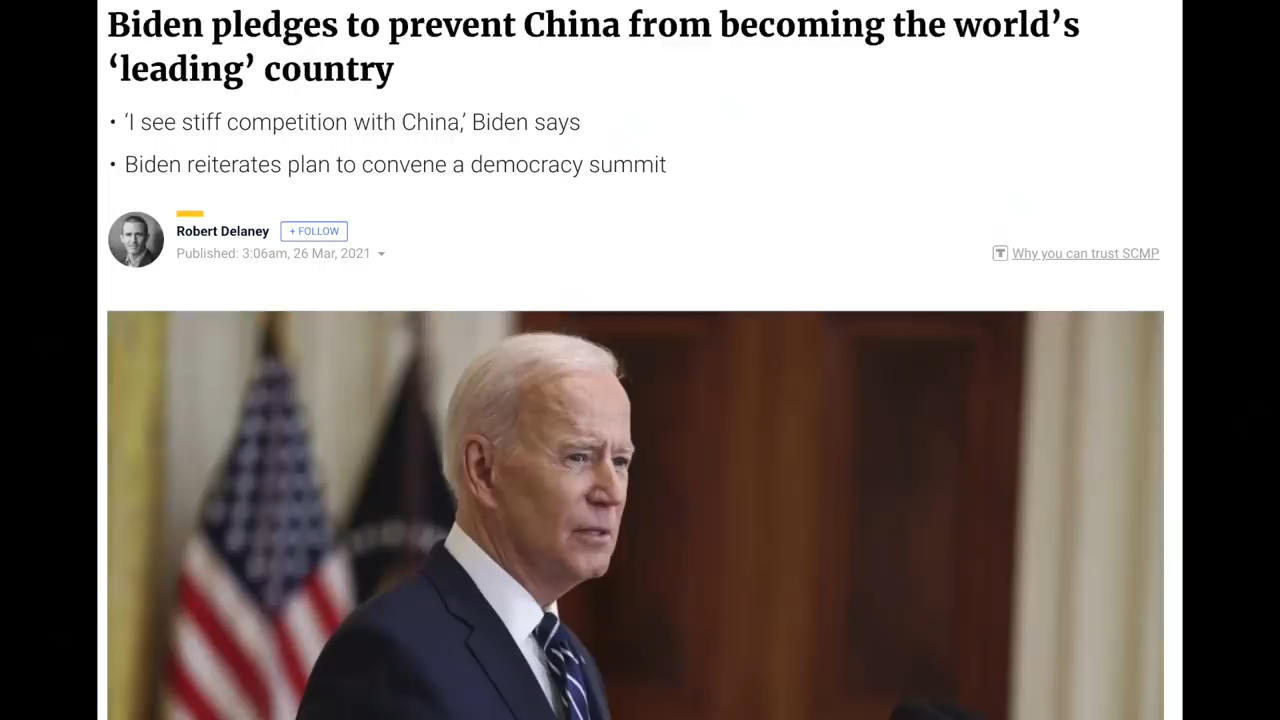 Biden pledges to prevent China from becoming the world’s
‘leading’ country
• ‘I see stiff competition with China,’ Biden says
• Biden reiterates plan to convene a democracy summit
Robert Delaney + FOLLOW
Published: 3:06am, 26 Mar, 2021
T Why you can trust SCMP